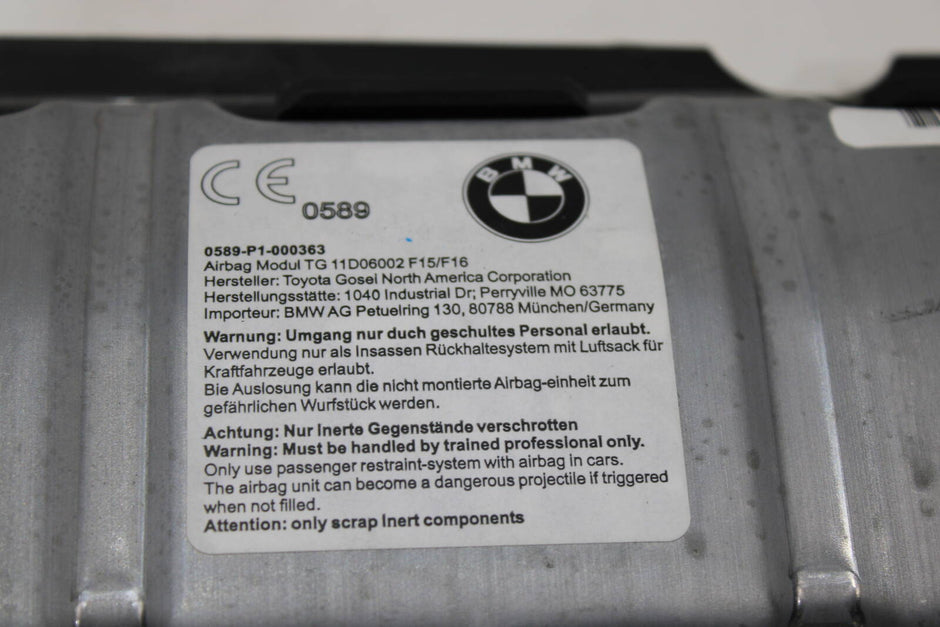 CE 0589
BMW
0589-P1-000363
Airbag Modul TG 11D06002 F15/F16
Hersteller: Toyota Gosei North America Corporation
Herstellungsstätte: 1040 Industrial Dr; Perryville MO 63775
Importeur: BMW AG Petuelring 130, 80788 München/Germany
Warnung: Umgang nur duch geschultes Personal erlaubt.
Verwendung nur als Insassen Rückhaltesystem mit Luftsack für
Kraftfahrzeuge erlaubt.
Bie Auslosung kann die nicht montierte Airbag-einheit zum
gefährlichen Wurfstück werden.
Achtung: Nur Inerte Gegenstände verschrotten
Warning: Must be handled by trained professional only.
Only use passenger restraint-system with airbag in cars.
The airbag unit can become a dangerous projectile if triggered
when not filled.
Attention: only scrap Inert components